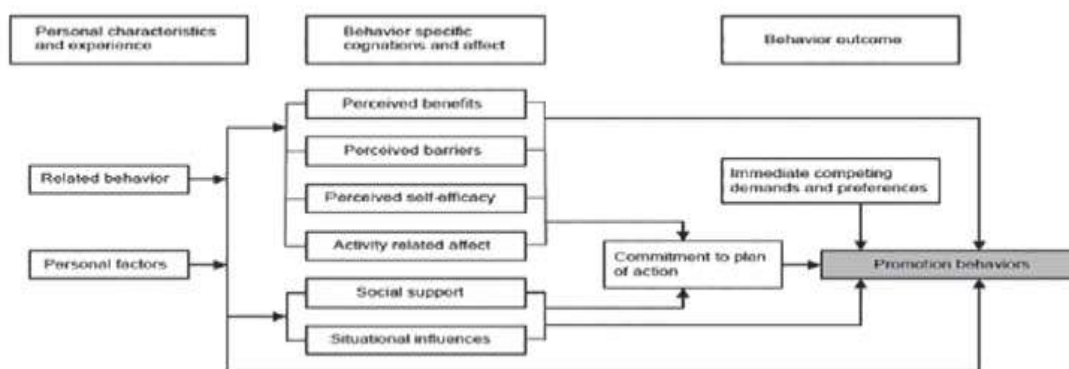 Personal characteristics
and experience
Behavior specific
cognations and affect
Behavior outcome
Perceived benefits
Perceived barriers
Related behavior
Immediate competing
demands and preferences
Perceived self-efficacy
Activity related affect
Personal factors
Commitment to plan
of action
Promotion behaviors
Social support
Situational influences